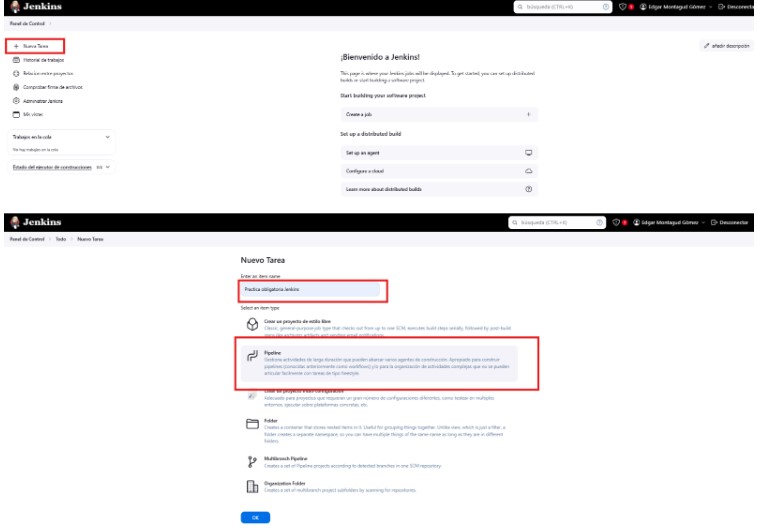 Jenkins
Búsqueda (CTRL+K)
Edgar Montagud Gómez
Desconectar
Panel de Control
+ Nueva Tarea
añadir descripción
Historial de trabajos
Relacion entre proyectos
Comprobar firma de archivos
Administrar Jenkins
Mis vistas
Trabajos en la cola
No hay trabajos en la cola
Estado del ejecutor de construcciones
¡Bienvenido a Jenkins!
This page is where your Jenkins jobs will be displayed. To get started, you can set up distributed
builds or start building a software project.
Start building your software project
Create a job +
Set up a distributed build
Set up an agent
Configure a cloud
Learn more about distributed builds
Jenkins
Búsqueda (CTRL+K)
Edgar Montagud Gómez
Desconectar
Panel de Control > Todo > Nueva Tarea
Nuevo Tarea
Enter an item name
Practica obligatoria Jenkins
Select an item type
Crear un proyecto de estilo libre
Classic, general-purpose job type that checks out from up to one SCM, executes build steps serially, followed by post-build
steps like archiving artifacts and sending email notifications.
Pipeline
Gestiona actividades de larga duración que pueden abarcar varios agentes de construcción. Apropiado para construir
pipelines (conocidas anteriormente como workflows) y/o para la organización de actividades complejas que no se pueden
articular fácilmente con tareas de tipo freestyle.
Crear un proyecto multi-configuración
Adecuado para proyectos que requieran un gran número de configuraciones diferentes, como testear en multiples
entornos, ejecutar sobre plataformas concretas, etc.
Folder
Creates a container that stores nested items in it. Useful for grouping things together. Unlike view, which is just a filter, a
folder creates a separate namespace, so you can have multiple things of the same name as long as they are in different
folders.
Multibranch Pipeline
Creates a set of Pipeline projects according to detected branches in one SCM repository.
Organization Folder
Creates a set of multibranch project subfolders by scanning for repositories.
OK